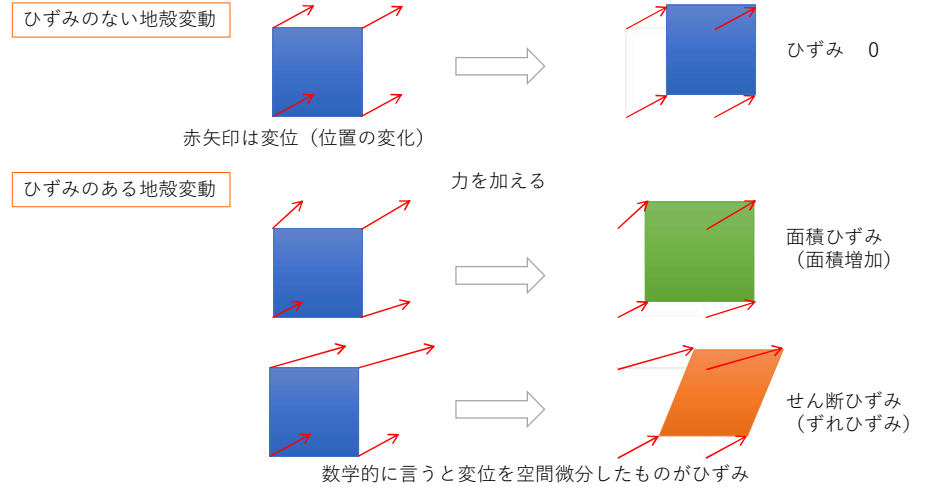 ひずみのない地殻変動
ひずみ　0
赤矢印は変位（位置の変化）
ひずみのある地殻変動
力を加える
面積ひずみ
（面積増加）
せん断ひずみ
（ずれひずみ）
数学的に言うと変位を空間微分したものがひずみ